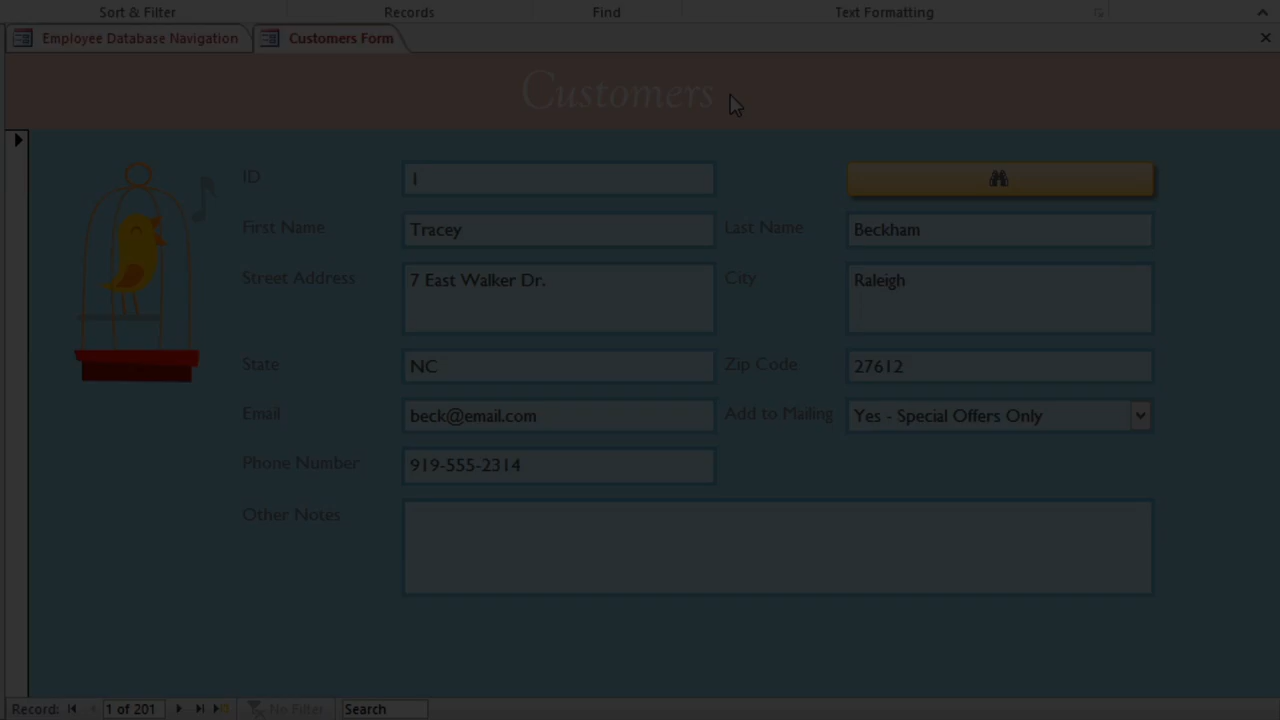 Sort & Filter Records Find Text Formatting
Employee Database Navigation Customers Form
Customers
ID 1
First Name Tracey Last Name Beckham
Street Address 7 East Walker Dr. City Raleigh
State NC Zip Code 27612
Email beck@email.com Add to Mailing Yes - Special Offers Only
Phone Number 919-555-2314
Other Notes
Record: 1 of 201 No Filter Search